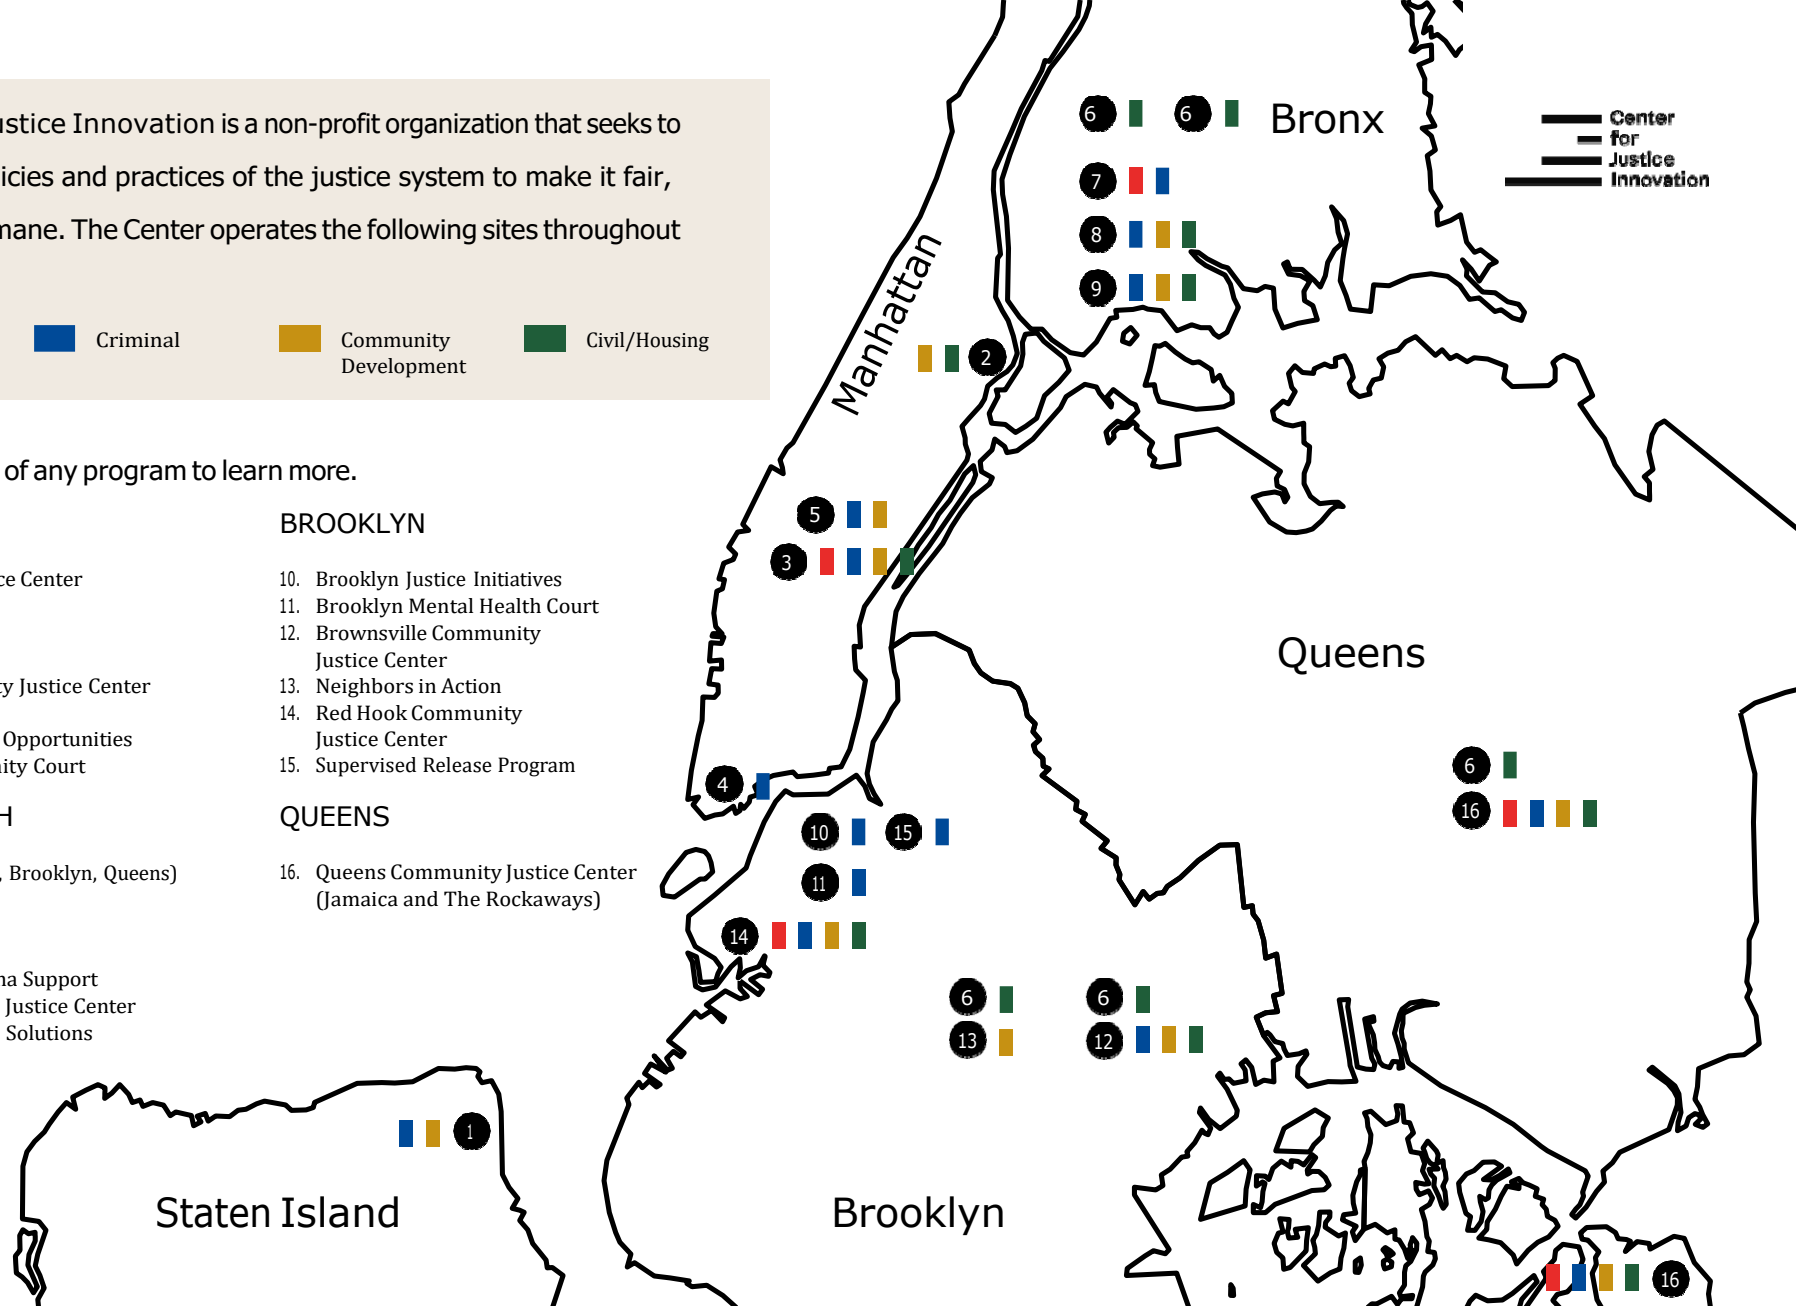 ustice Innovation is a non-profit organization that seeks to
icies and practices of the justice system to make it fair,
mane. The Center operates the following sites throughout
Criminal
Community
Development
Civil/Housing
of any program to learn more.
ce Center
ty Justice Center
Opportunities
ity Court
H
, Brooklyn, Queens)
na Support
Justice Center
Solutions
BROOKLYN
10. Brooklyn Justice Initiatives
11. Brooklyn Mental Health Court
12. Brownsville Community
Justice Center
13. Neighbors in Action
14. Red Hook Community
Justice Center
15. Supervised Release Program
QUEENS
16. Queens Community Justice Center
(Jamaica and The Rockaways)
Center
for
Justice
Innovation
6 6 Bronx
7
8
9
Manhattan
2
5
3
4
Queens
6
16
10 15
11
14
6 6
13 12
1
Staten Island
Brooklyn
16